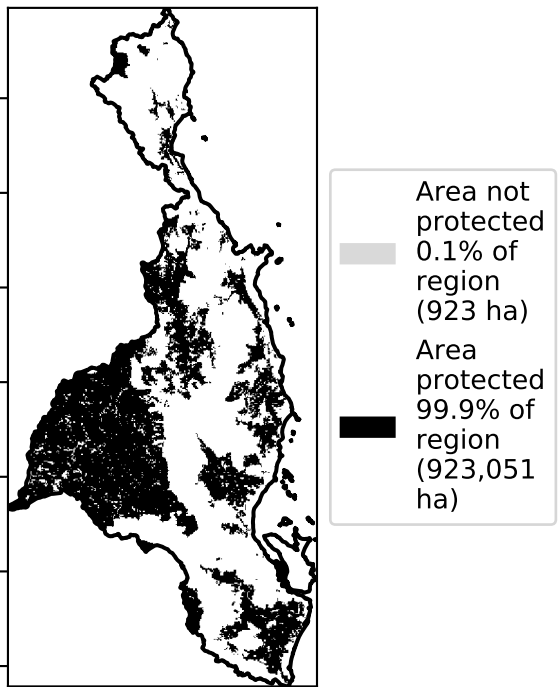 Area not
protected
0.1% of
region
(923 ha)
Area
protected
99.9% of
region
(923,051
ha)